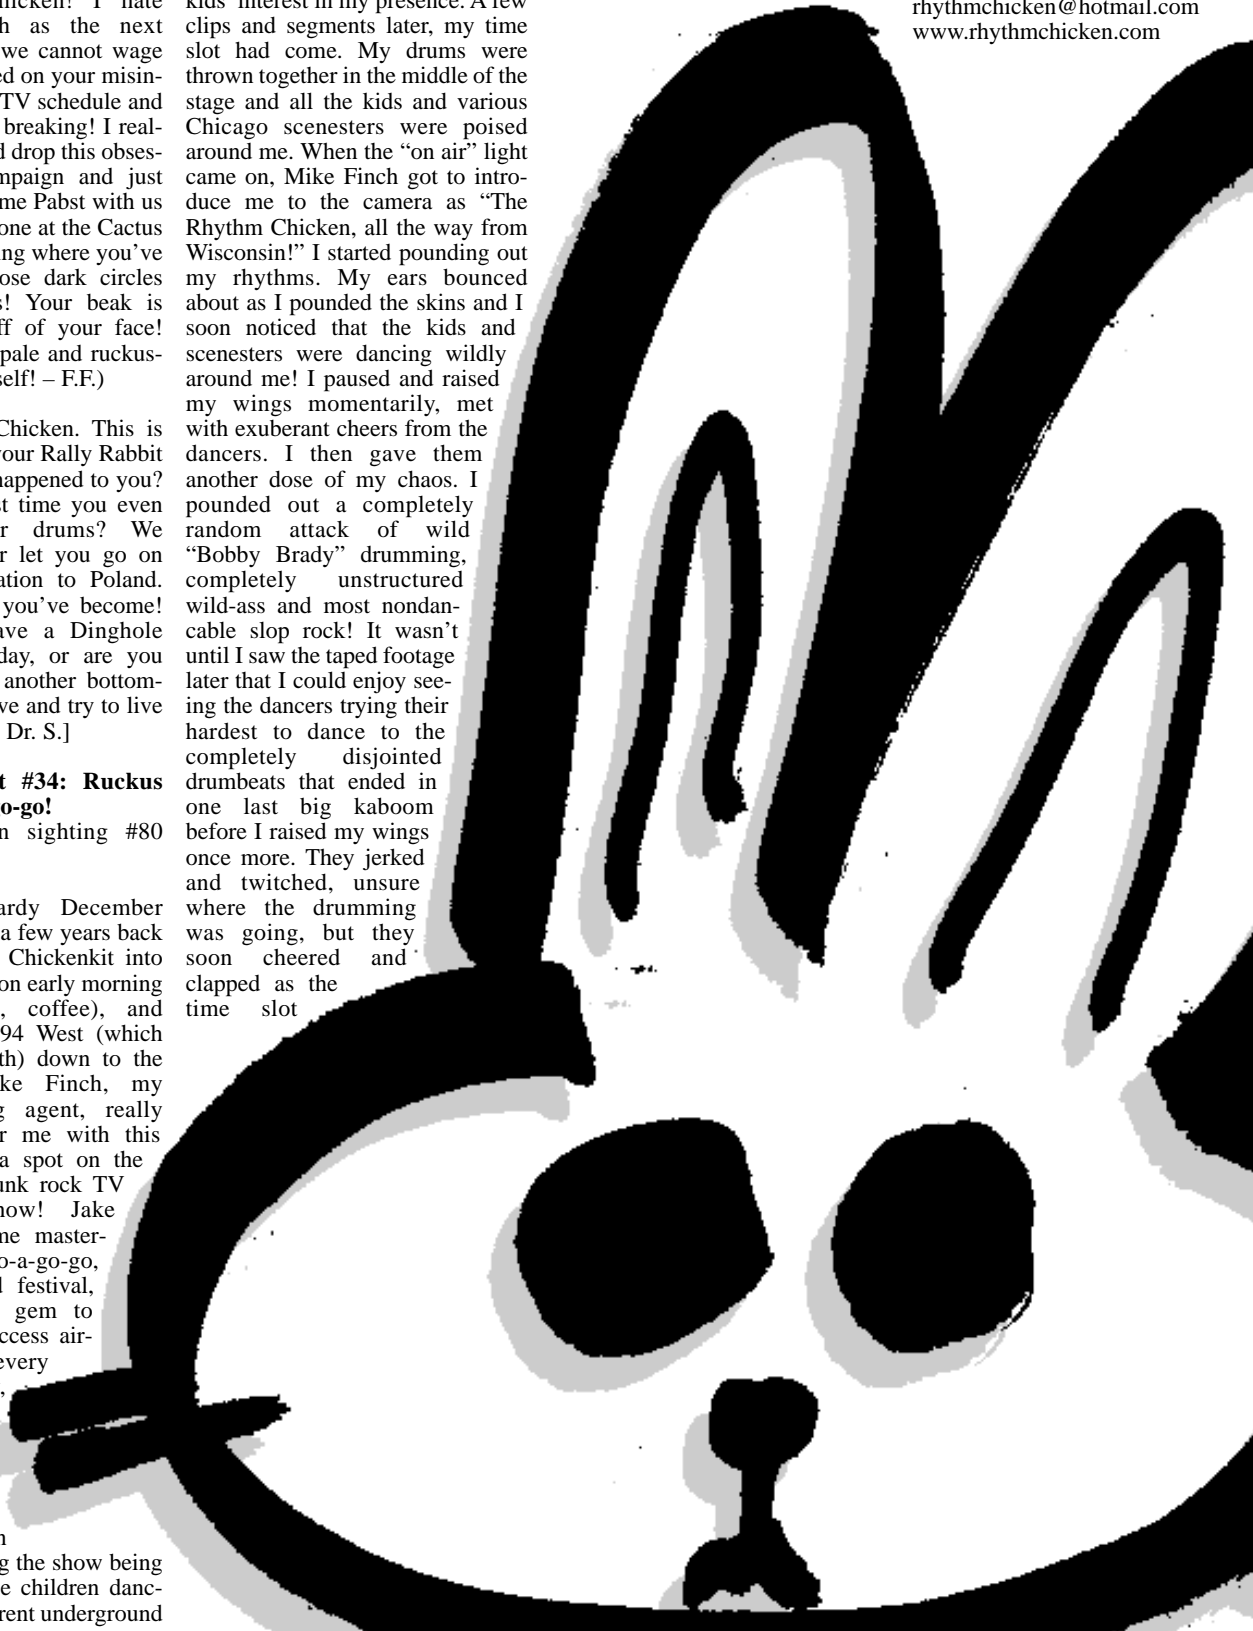 icken! I hate
h as the next
we cannot wage
ed on your misin-
TV schedule and
breaking! I real-
d drop this obses-
mpaign and just
me Pabst with us
one at the Cactus
ng where you've
ose dark circles
s! Your beak is
ff of your face!
pale and ruckus-
self! – F.F.)
Chicken. This is
your Rally Rabbit
happened to you?
st time you even
r drums? We
r let you go on
ation to Poland.
you've become!
ave a Dinghole
day, or are you
another bottom-
ve and try to live
Dr. S.]
t #34: Ruckus
go-go!
n sighting #80
ardy December
a few years back
Chickenkit into
on early morning
, coffee), and
94 West (which
th) down to the
ke Finch, my
g agent, really
r me with this
a spot on the
unk rock TV
how! Jake
me master-
o-a-go-go,
l festival,
gem to
ccess air-
every
,
n
g the show being
e children danc-
rent underground
kids' interest in my presence. A few
clips and segments later, my time
slot had come. My drums were
thrown together in the middle of the
stage and all the kids and various
Chicago scenesters were poised
around me. When the “on air” light
came on, Mike Finch got to intro-
duce me to the camera as “The
Rhythm Chicken, all the way from
Wisconsin!” I started pounding out
my rhythms. My ears bounced
about as I pounded the skins and I
soon noticed that the kids and
scenesters were dancing wildly
around me! I paused and raised
my wings momentarily, met
with exuberant cheers from the
dancers. I then gave them
another dose of my chaos. I
pounded out a completely
random attack of wild
“Bobby Brady” drumming,
completely unstructured
wild-ass and most nondan-
cable slop rock! It wasn't
until I saw the taped footage
later that I could enjoy see-
ing the dancers trying their
hardest to dance to the
completely disjointed
drumbeats that ended in
one last big kaboom
before I raised my wings
once more. They jerked
and twitched, unsure
where the drumming
was going, but they
soon cheered and
clapped as the
time slot
rhythmchicken@hotmail.com
www.rhythmchicken.com